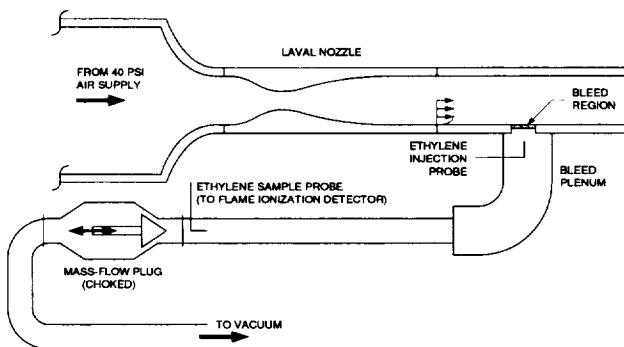 LAVAL NOZZLE
FROM 40 PSI
AIR SUPPLY
BLEED
REGION
ETHYLENE
INJECTION
PROBE
BLEED
PLENUM
ETHYLENE SAMPLE PROBE
(TO FLAME IONIZATION DETECTOR)
MASS-FLOW PLUG
(CHOKED)
TO VACUUM